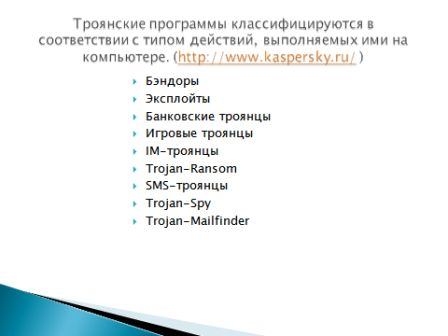 Троянские программы классифицируются в
соответствии с типом действий, выполняемых ими на
компьютере. (http://www.kaspersky.ru/ )
Бэндоры
Эксплойты
Банковские троянцы
Игровые троянцы
IM-троянцы
Trojan-Ransom
SMS-троянцы
Trojan-Spy
Trojan-Mailfinder